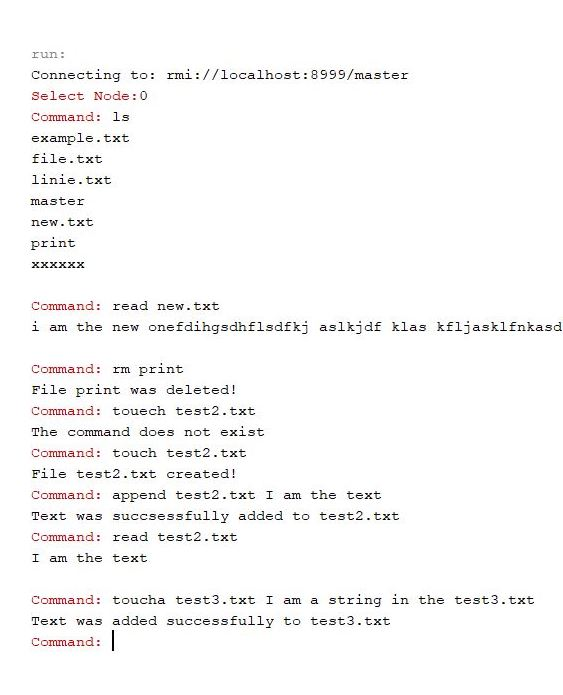 run:
Connecting to: rmi://localhost:8999/master
Select Node:0
Command: ls
example.txt
file.txt
linie.txt
master
new.txt
print
xxxxxx
Command: read new.txt
i am the new onefdihgsdhflsdfkj aslkjdf klas kfljasklfnkasd
Command: rm print
File print was deleted!
Command: touech test2.txt
The command does not exist
Command: touch test2.txt
File test2.txt created!
Command: append test2.txt I am the text
Text was succsessfully added to test2.txt
Command: read test2.txt
I am the text
Command: toucha test3.txt I am a string in the test3.txt
Text was added successfully to test3.txt
Command: